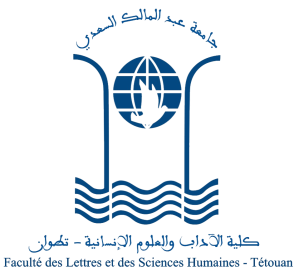 جامعة عبد المالك السعدي
كلية الآداب والعلوم الإنسانية - تطوان
Faculté des Lettres et des Sciences Humaines - Tétouan